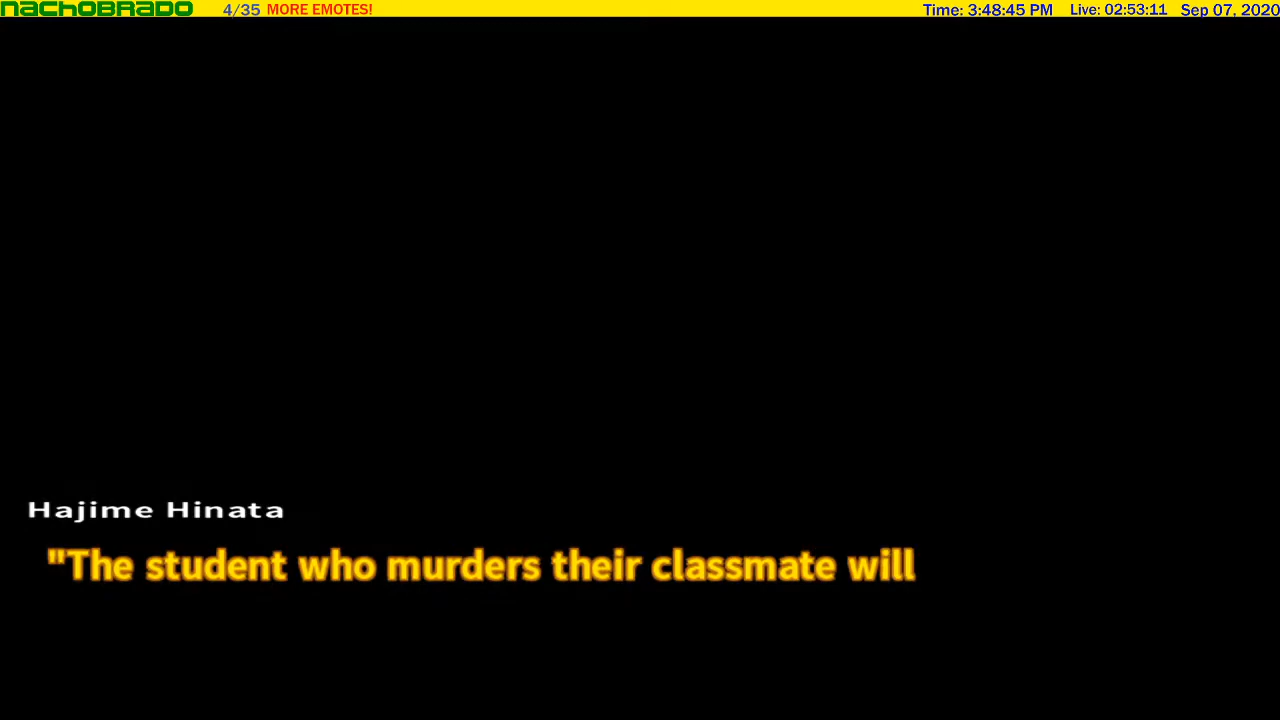 nachobrado 4/35 MORE EMOTES! Time: 3:48:45 PM Live: 02:53:11 Sep 07, 2020
Hajime Hinata
"The student who murders their classmate will